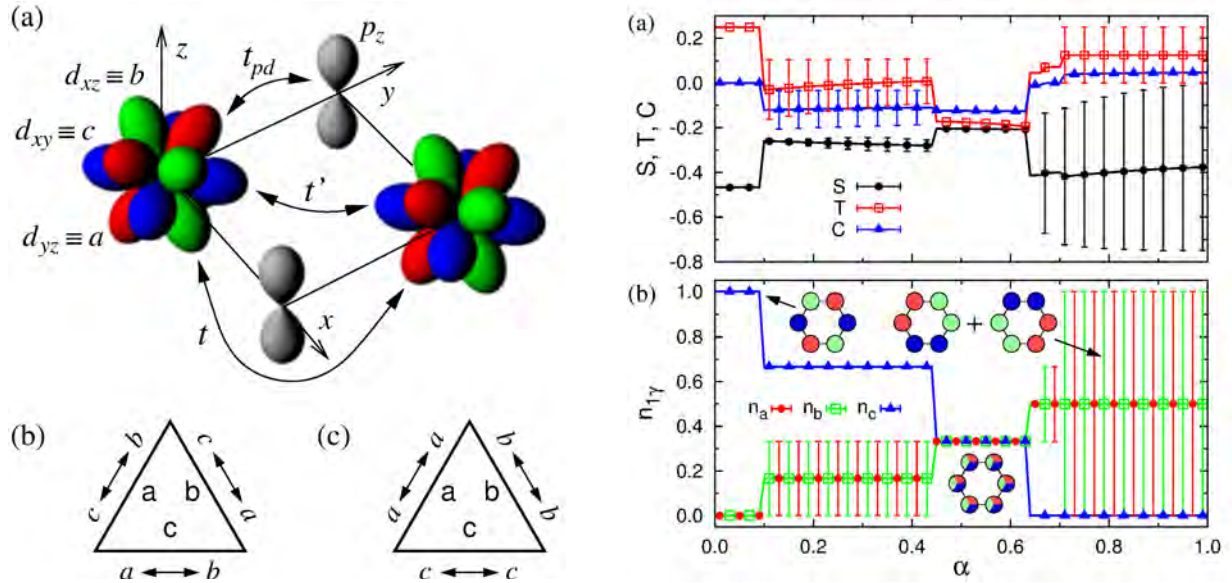 (a)
z
p_z
t_pd
d_xz ≡ b
y
d_xy ≡ c
t'
d_yz ≡ a
x
t
(b)
b
c
a
b
c
c
a
a
b
(c)
a
b
a
b
c
a
b
c
c
(a)
0.2
0.0
-0.2
-0.4
-0.6
-0.8
S, T, C
S
T
C
(b)
1.0
0.8
0.6
0.4
0.2
0.0
n_1γ
+
n_a
n_b
n_c
0.0
0.2
0.4
0.6
0.8
1.0
α